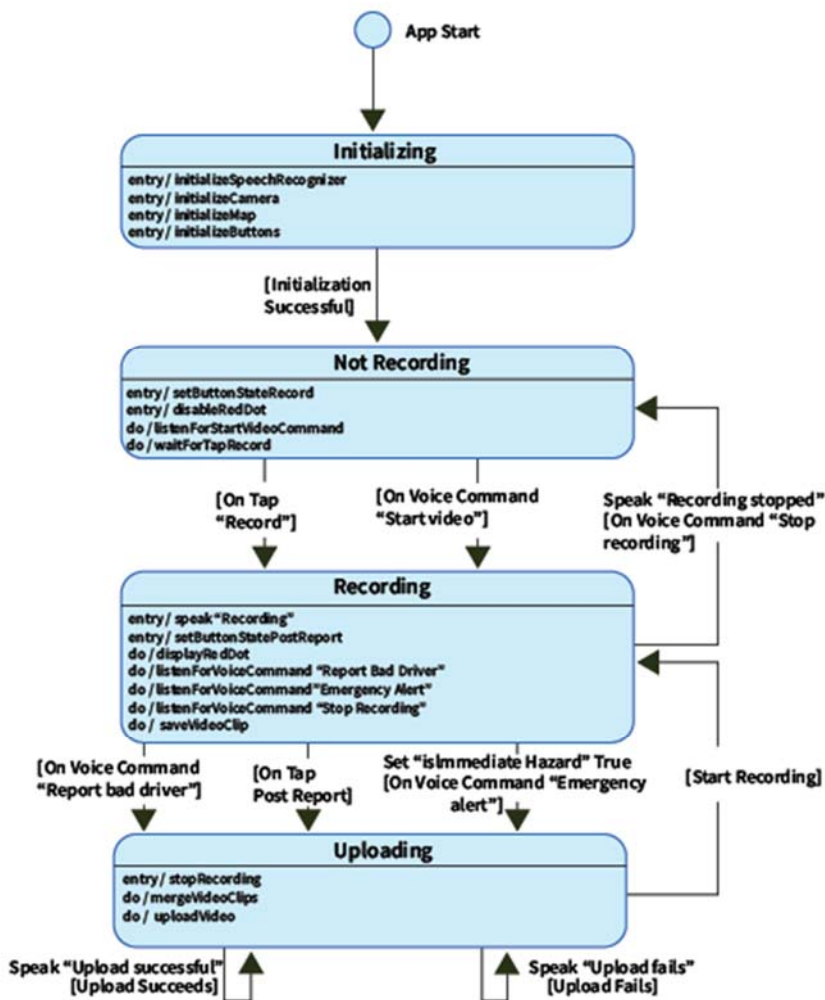 App Start
Initializing
entry/ initializeSpeechRecognizer
entry/ initializeCamera
entry/ initializeMap
entry/ initializeButtons
[Initialization
Successful]
Not Recording
entry/ setButtonStateRecord
entry/ disableRedDot
do/listenForStartVideoCommand
do/waitForTapRecord
[On Tap
“Record”]
[On Voice Command
“Start video”]
Speak “Recording stopped”
[On Voice Command “Stop
recording”]
Recording
entry/ speak“Recording”
entry/ setButtonStatePostReport
do/displayRedDot
do/listenForVoiceCommand “Report Bad Driver”
do/listenForVoiceCommand“Emergency Alert”
do/listenForVoiceCommand “Stop Recording”
do/ saveVideoClip
[On Voice Command
“Report bad driver”]
[On Tap
Post Report]
Set “isImmediate Hazard” True
[On Voice Command “Emergency
alert”]
[Start Recording]
Uploading
entry/ stopRecording
do/mergeVideoClips
do/ uploadVideo
Speak “Upload successful”
[Upload Succeeds]
Speak “Upload fails”
[Upload Fails]